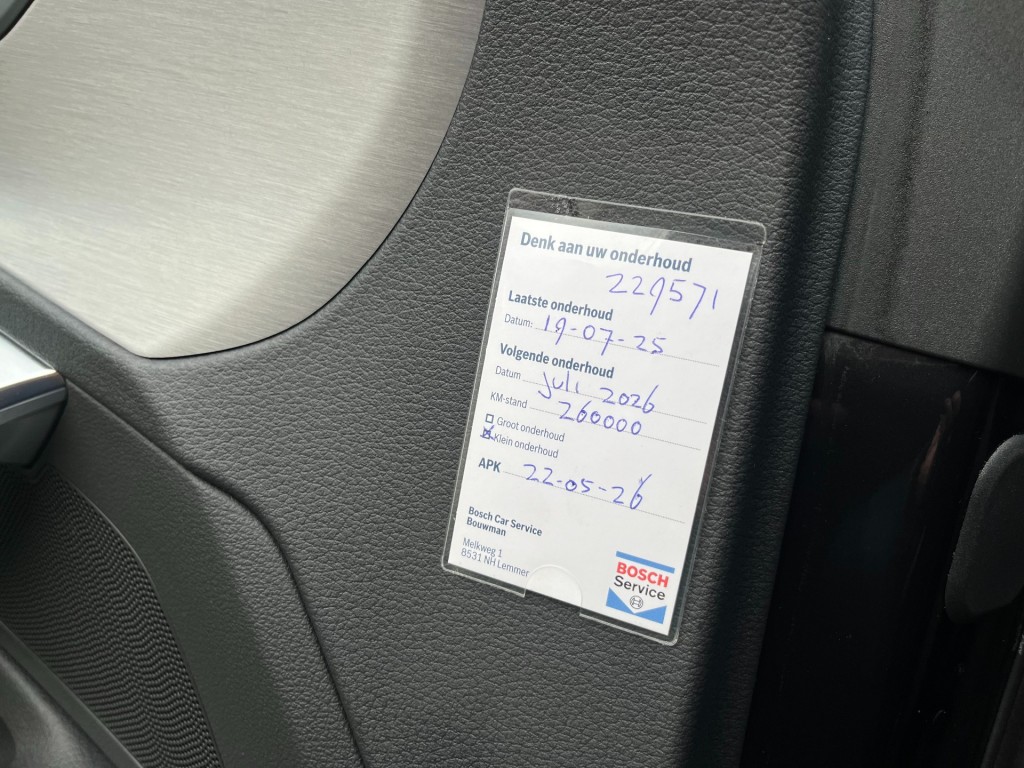 Denk aan uw onderhoud
229571
Laatste onderhoud
Datum: 19-07-25
Volgende onderhoud
Datum juli 2026
KM-stand 260000
Groot onderhoud
Klein onderhoud
APK 22-05-26
Bosch Car Service
Bouwman
Melkweg 1
8531 NH Lemmer
BOSCH
Service